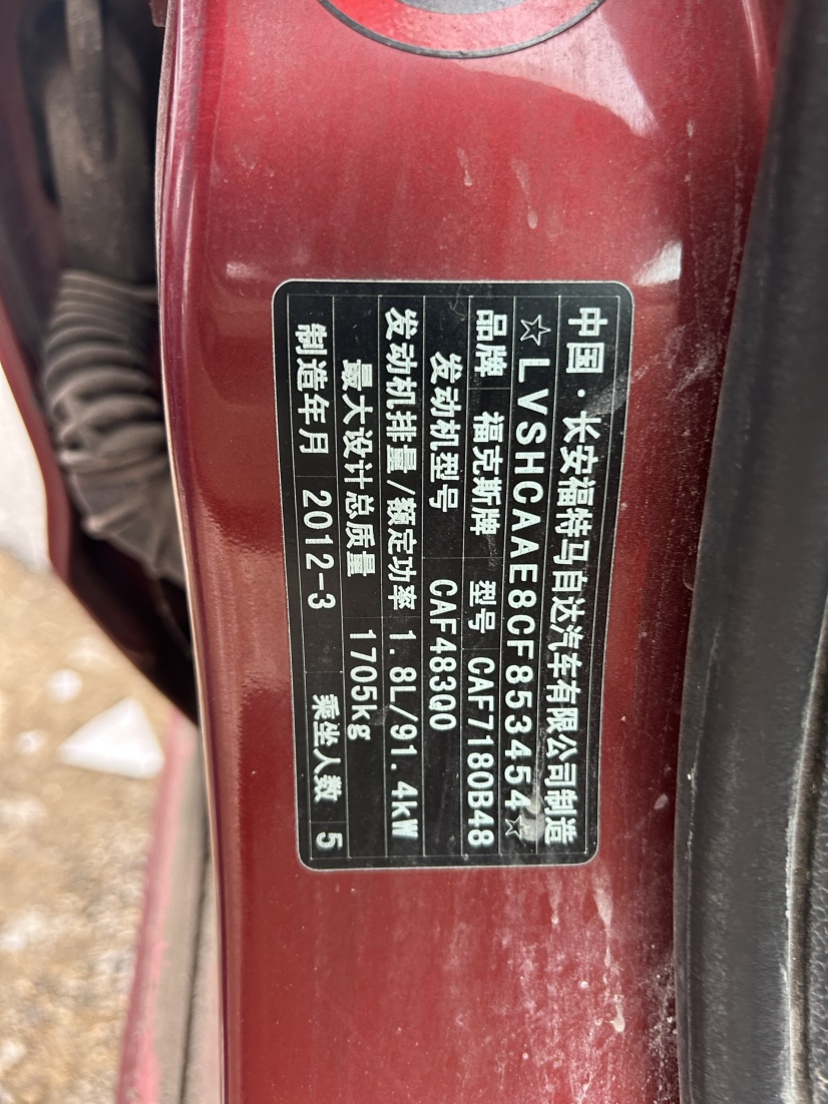 中国·长安福特马自达汽车有限公司制造
☆LVSHCAAE8CF853454☆
品牌 福克斯牌 型号 CAF7180B48
发动机型号 CAF483Q0
发动机排量/额定功率 1.8L/91.4kW
最大设计总质量 1705kg
制造年月 2012-3 乘坐人数 5